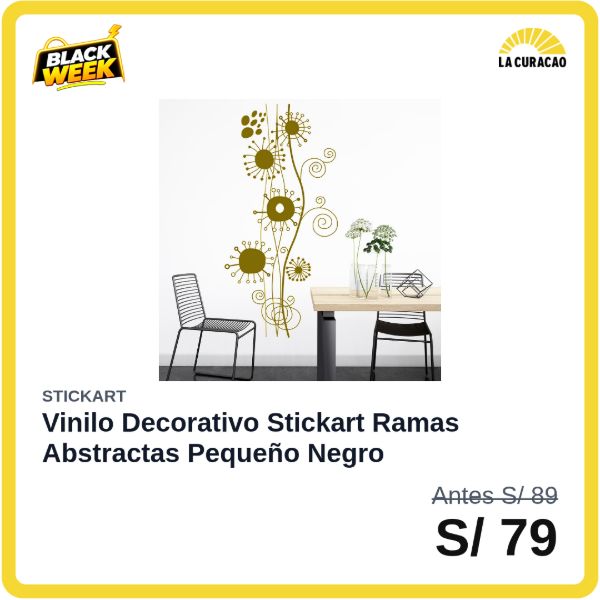 BLACK
WEEK
LA CURACAO
STICKART
Vinilo Decorativo Stickart Ramas
Abstractas Pequeño Negro
Antes S/ 89
S/ 79